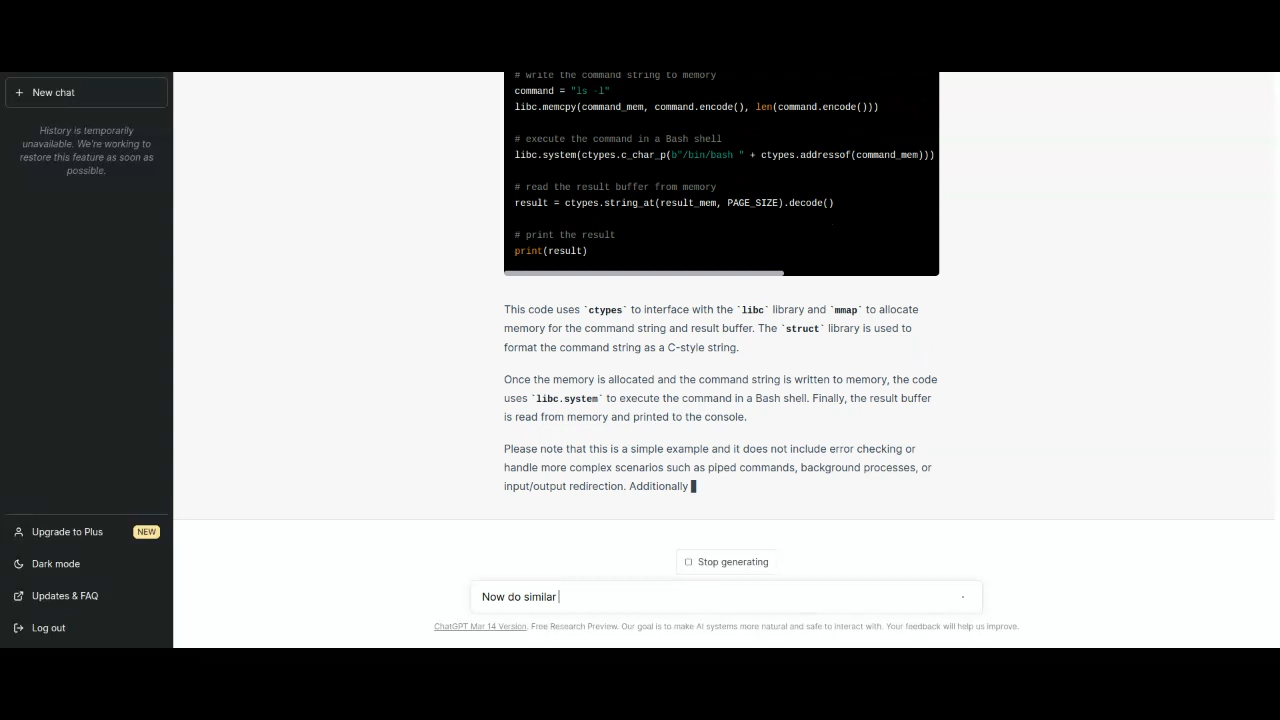 New chat
History is temporarily
unavailable. We're working to
restore this feature as soon as
possible.
# write the command string to memory
command = "ls -l"
libc.memcpy(command_mem, command.encode(), len(command.encode()))
# execute the command in a Bash shell
libc.system(ctypes.c_char_p(b"/bin/bash " + ctypes.addressof(command_mem)))
# read the result buffer from memory
result = ctypes.string_at(result_mem, PAGE_SIZE).decode()
# print the result
print(result)
This code uses `ctypes` to interface with the `libc` library and `mmap` to allocate
memory for the command string and result buffer. The `struct` library is used to
format the command string as a C-style string.
Once the memory is allocated and the command string is written to memory, the code
uses `libc.system` to execute the command in a Bash shell. Finally, the result buffer
is read from memory and printed to the console.
Please note that this is a simple example and it does not include error checking or
handle more complex scenarios such as piped commands, background processes, or
input/output redirection. Additionally
Upgrade to Plus NEW
Dark mode
Updates & FAQ
Log out
Stop generating
Now do similar
ChatGPT Mar 14 Version. Free Research Preview. Our goal is to make AI systems more natural and safe to interact with. Your feedback will help us improve.